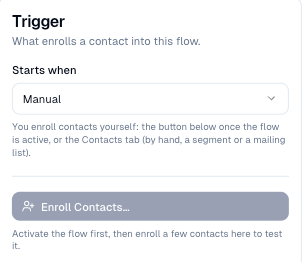 Trigger
What enrolls a contact into this flow.
Starts when
Manual
You enroll contacts yourself: the button below once the flow
is active, or the Contacts tab (by hand, a segment or a mailing
list).
Enroll Contacts...
Activate the flow first, then enroll a few contacts here to test
it.